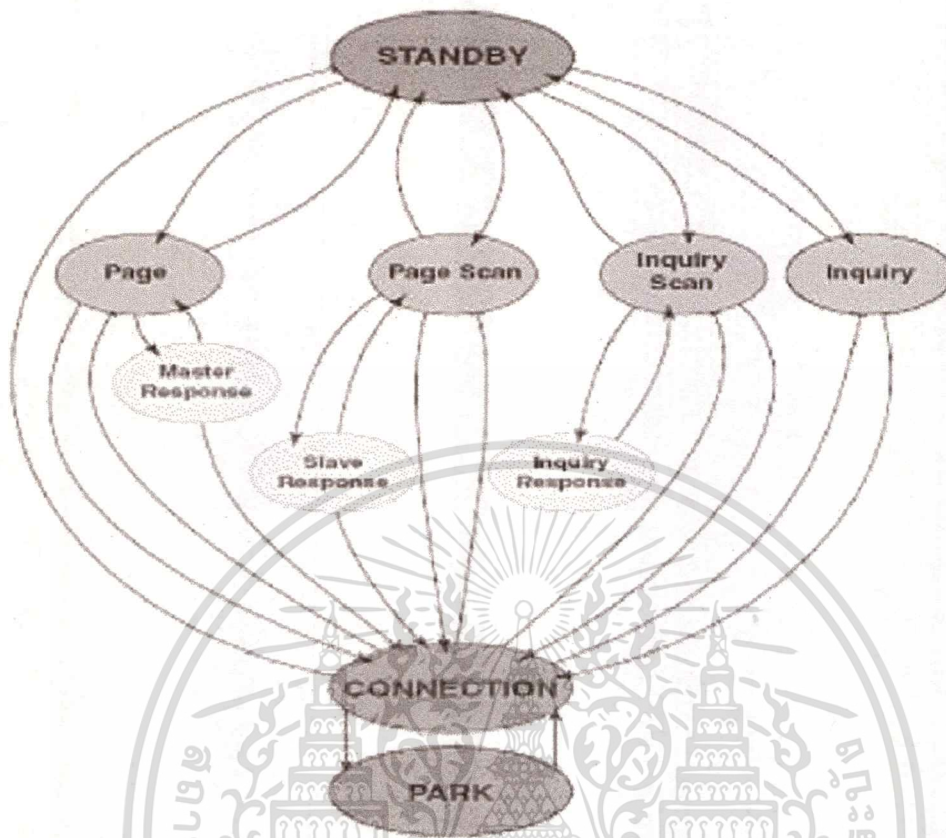 STANDBY
Page
Page Scan
Inquiry
Scan
Inquiry
Master
Response
Slave
Response
Inquiry
Response
CONNECTION
PARK